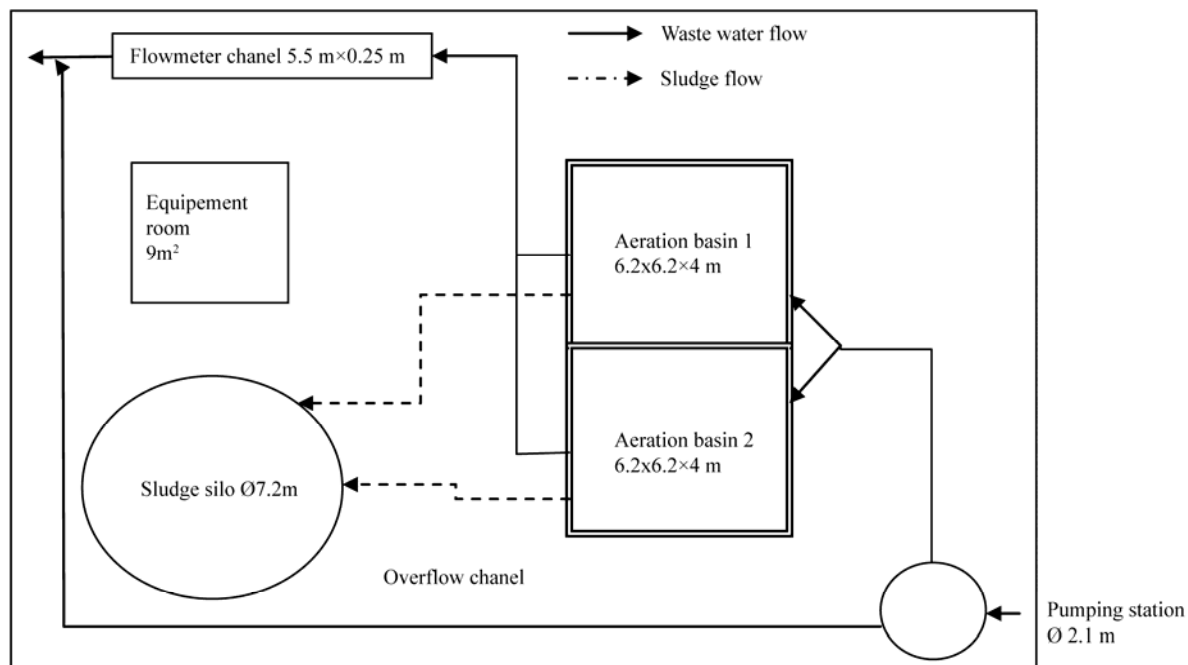 Flowmeter chanel 5.5 m×0.25 m
Waste water flow
Sludge flow
Equipement
room
9m²
Aeration basin 1
6.2x6.2×4 m
Aeration basin 2
6.2x6.2×4 m
Sludge silo Ø7.2m
Overflow chanel
Pumping station
Ø 2.1 m